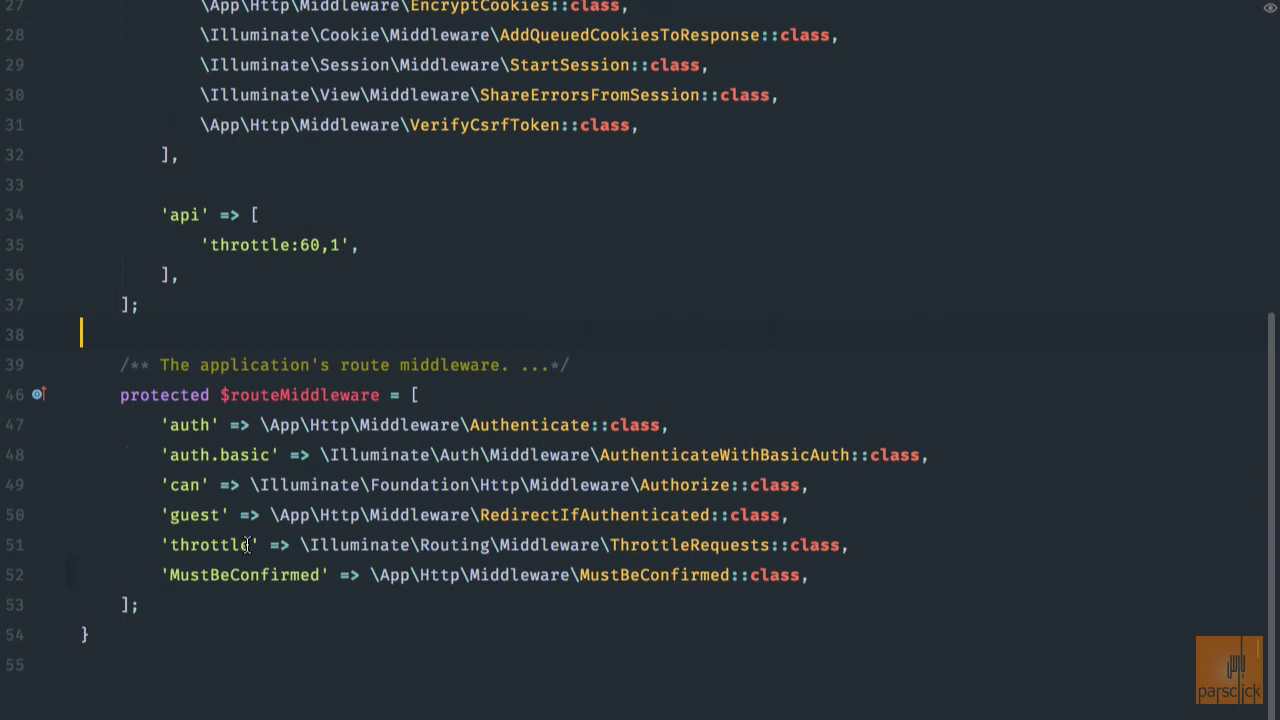 27 \App\Http\Middleware\EncryptCookies::class,
28 \Illuminate\Cookie\Middleware\AddQueuedCookiesToResponse::class,
29 \Illuminate\Session\Middleware\StartSession::class,
30 \Illuminate\View\Middleware\ShareErrorsFromSession::class,
31 \App\Http\Middleware\VerifyCsrfToken::class,
32 ],
33
34 'api' => [
35 'throttle:60,1',
36 ],
37 ];
38
39 /** The application's route middleware. ...*/
46 protected $routeMiddleware = [
47 'auth' => \App\Http\Middleware\Authenticate::class,
48 'auth.basic' => \Illuminate\Auth\Middleware\AuthenticateWithBasicAuth::class,
49 'can' => \Illuminate\Foundation\Http\Middleware\Authorize::class,
50 'guest' => \App\Http\Middleware\RedirectIfAuthenticated::class,
51 'throttle' => \Illuminate\Routing\Middleware\ThrottleRequests::class,
52 'MustBeConfirmed' => \App\Http\Middleware\MustBeConfirmed::class,
53 ];
54 }
55
parsclick